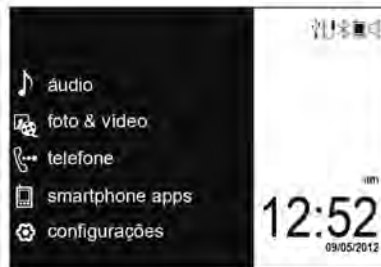 áudio
foto & vídeo
telefone
smartphone apps
configurações
12:52
09/05/2012